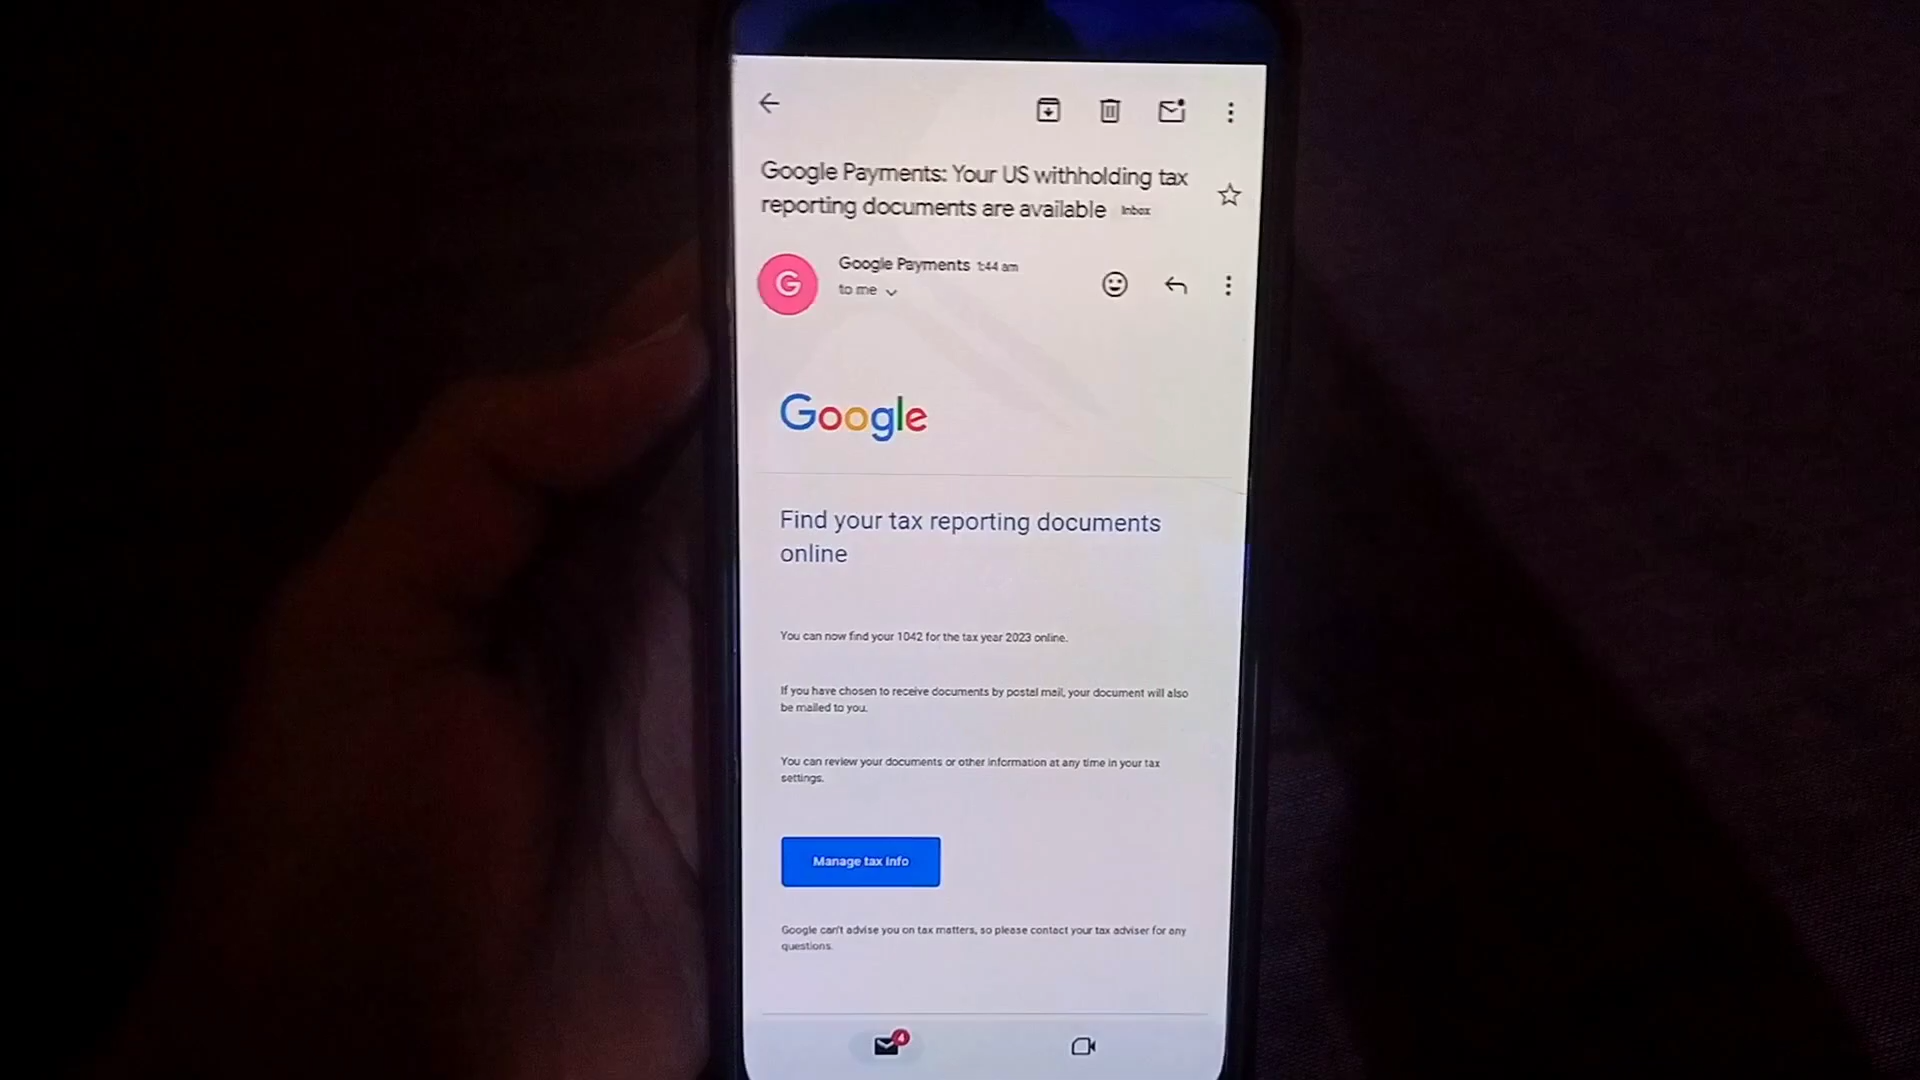 Google Payments: Your US withholding tax
reporting documents are available Inbox
G
Google Payments 1:44 am
to me
Google
Find your tax reporting documents
online
You can now find your 1042 for the tax year 2023 online.
If you have chosen to receive documents by postal mail, your document will also
be mailed to you.
You can review your documents or other information at any time in your tax
settings.
Manage tax info
Google can't advise you on tax matters, so please contact your tax adviser for any
questions.
4